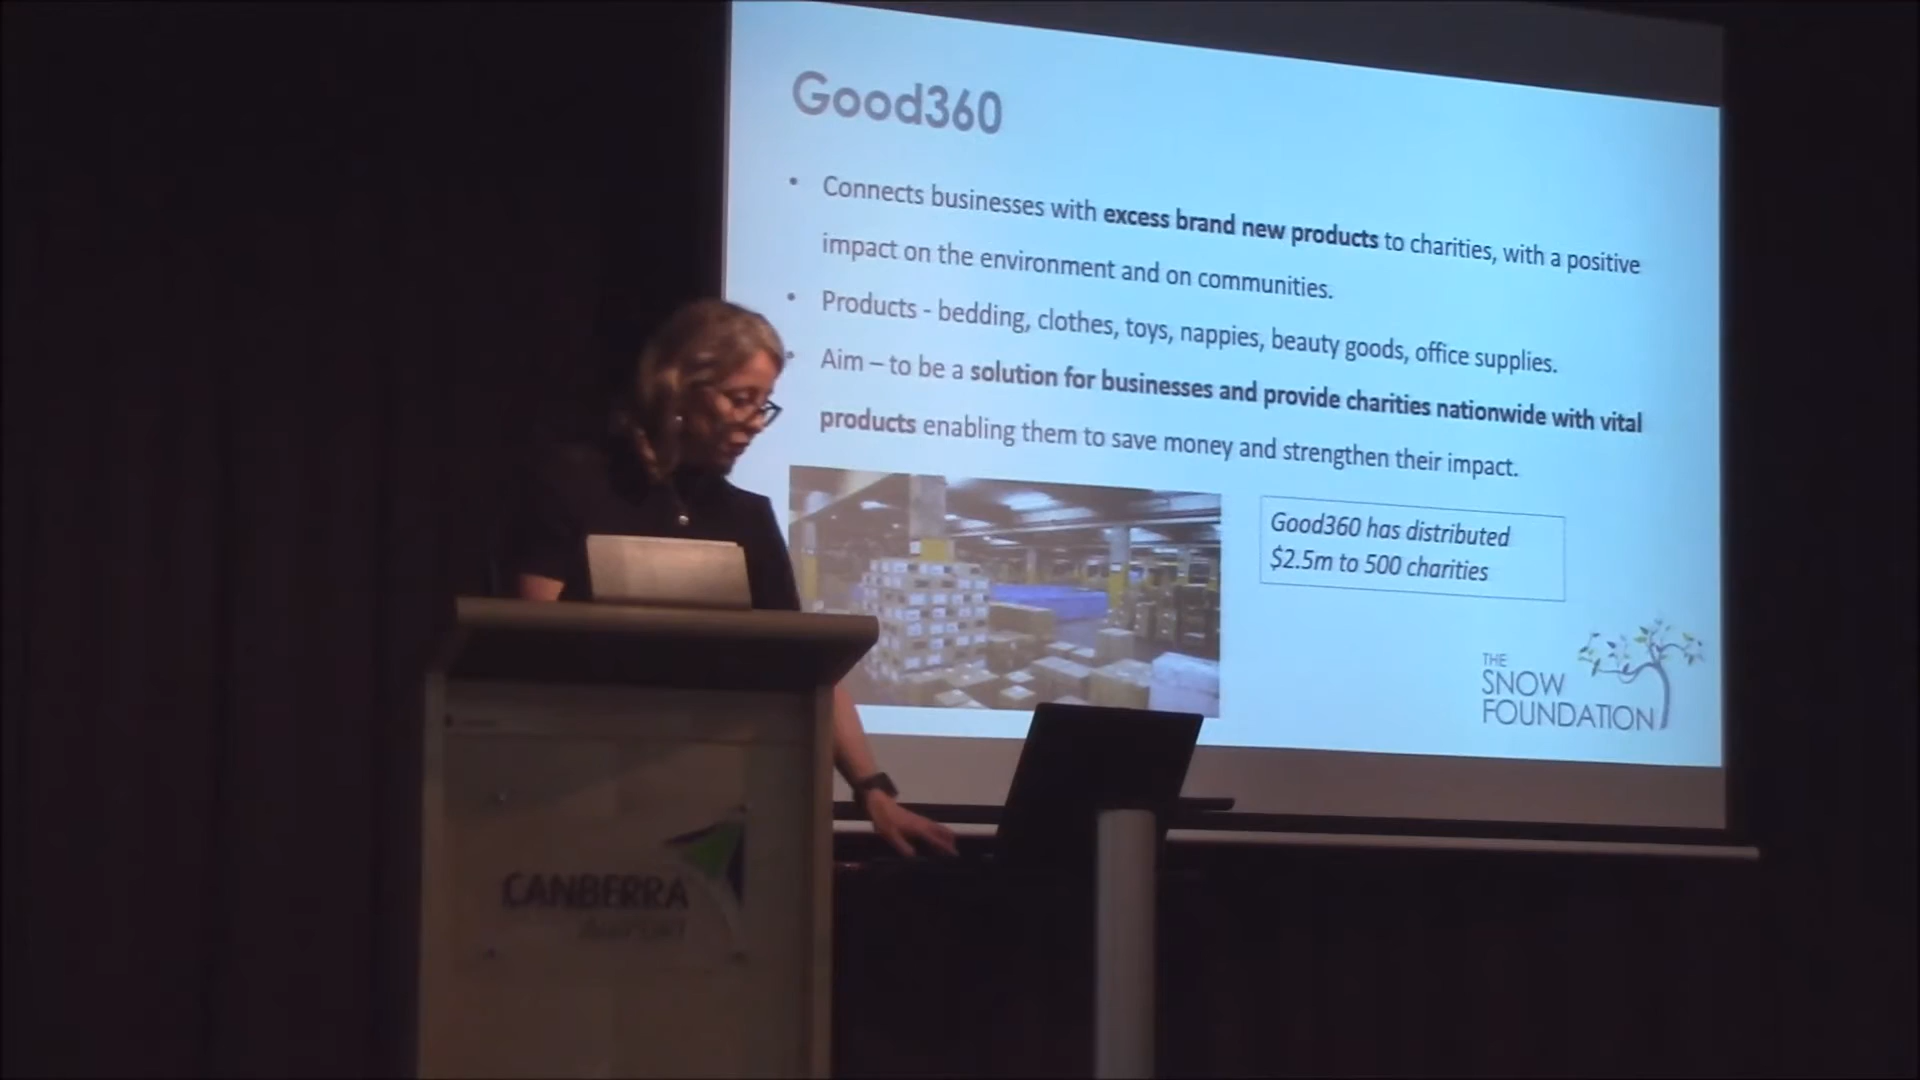 Good360
• Connects businesses with excess brand new products to charities, with a positive
impact on the environment and on communities.
• Products - bedding, clothes, toys, nappies, beauty goods, office supplies.
• Aim – to be a solution for businesses and provide charities nationwide with vital
products enabling them to save money and strengthen their impact.
Good360 has distributed
$2.5m to 500 charities
THE
SNOW
FOUNDATION
CANBERRA